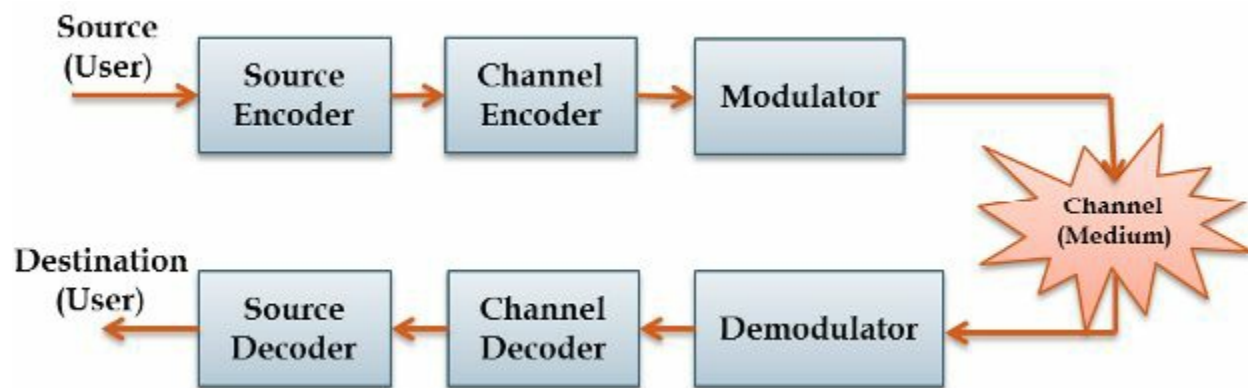 Source
(User)
Source
Encoder
Channel
Encoder
Modulator
Channel
(Medium)
Destination
(User)
Source
Decoder
Channel
Decoder
Demodulator